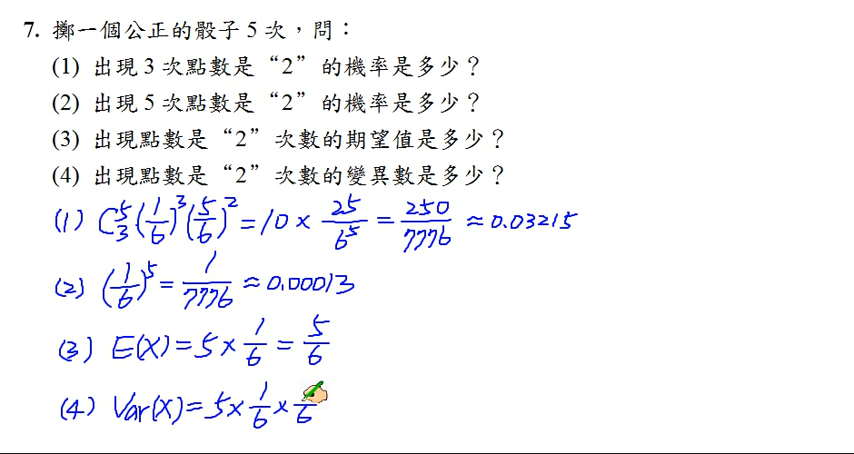 7. 擲一個公正的骰子 5 次,問:
(1) 出現 3 次點數是“2”的機率是多少?
(2) 出現 5 次點數是“2”的機率是多少?
(3) 出現點數是“2”次數的期望值是多少?
(4) 出現點數是“2”次數的變異數是多少?
(1) C⁵₃(1/6)³(5/6)² = 10 × 25/6⁵ = 250/7776 ≈ 0.03215
(2) (1/6)⁵ = 1/7776 ≈ 0.00013
(3) E(X) = 5 × 1/6 = 5/6
(4) Var(X) = 5 × 1/6 × /6